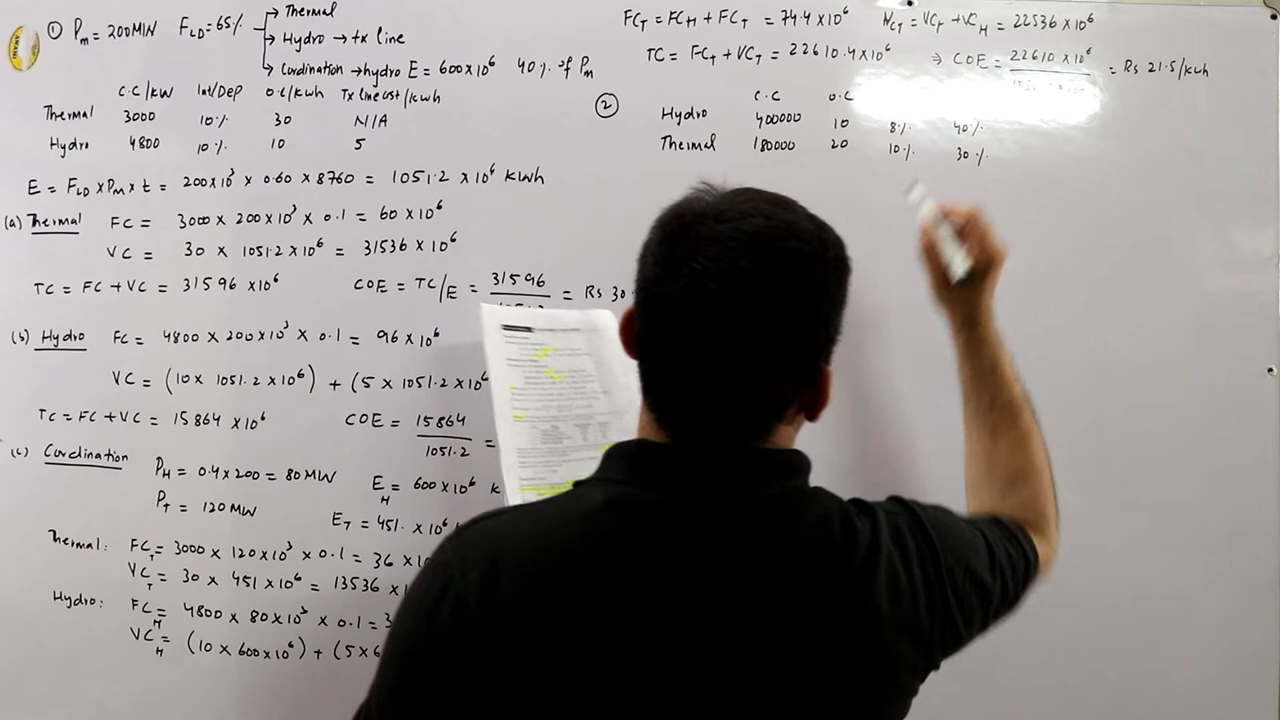 ① Pm = 200MW FLD = 65% → Thermal
→ Hydro → tx line
→ Cordination → hydro E = 600×10⁶ 40% of Pm
C.C/KW Int/Dep O.C/Kwh Tx line cost/Kwh
Thermal 3000 10% 30 N/A
Hydro 4800 10% 10 5
E = FLD × Pm × t = 200×10³ × 0.60 × 8760 = 1051.2 × 10⁶ kwh
(a) Thermal FC = 3000 × 200×10³ × 0.1 = 60 × 10⁶
VC = 30 × 1051.2×10⁶ = 31536 × 10⁶
TC = FC + VC = 31596 × 10⁶ COE = TC/E = 31596 = Rs 30
(b) Hydro FC = 4800 × 200×10³ × 0.1 = 96 × 10⁶
VC = (10 × 1051.2 × 10⁶) + (5 × 1051.2 × 10⁶
TC = FC + VC = 15864 × 10⁶ COE = 15864 / 1051.2 =
(c) Cordination PH = 0.4 × 200 = 80 MW EH = 600×10⁶ k
PT = 120 MW ET = 451. × 10⁶
Thermal: FCT = 3000 × 120×10³ × 0.1 = 36 × 10
VCT = 30 × 451 × 10⁶ = 13536 ×
Hydro: FCH = 4800 × 80×10³ × 0.1 = 3
VCH = (10 × 600×10⁶) + (5 × 6
FCT = FCH + FCT = 74.4 × 10⁶ = VCT + VCH = 22536 × 10⁶
TC = FCT + VCT = 22610.4 × 10⁶ ⇒ COE = 22610 × 10⁶ = Rs 21.5/kwh
② C.C O.C
Hydro 400000 10 8% 40%
Thermal 180000 20 10% 30%